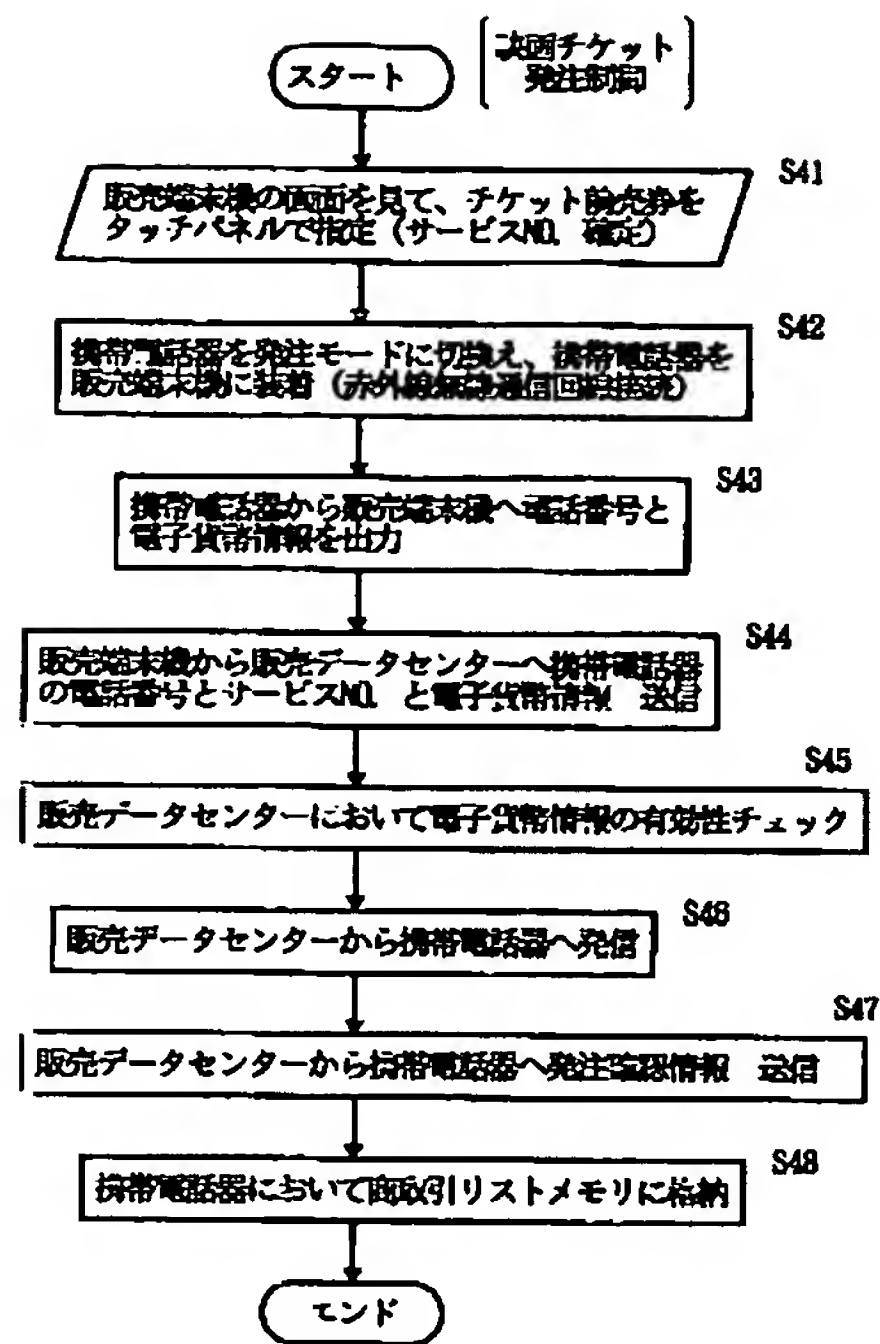 スタート
映画チケット
発注制御
S41
販売端末機の画面を見て、チケット前売券を
タッチパネルで指定(サービスNO. 確定)
S42
携帯電話器を発注モードに切換え、携帯電話器を
販売端末機に装着(赤外線無線通信回線接続)
S43
携帯電話器から販売端末機へ電話番号と
電子貨幣情報を出力
S44
販売端末機から販売データセンターへ携帯電話器
の電話番号とサービスNO. と電子貨幣情報 送信
S45
販売データセンターにおいて電子貨幣情報の有効性チェック
S46
販売データセンターから携帯電話器へ発信
S47
販売データセンターから携帯電話器へ発注確認情報 送信
S48
携帯電話器において商取引リストメモリに格納
エンド